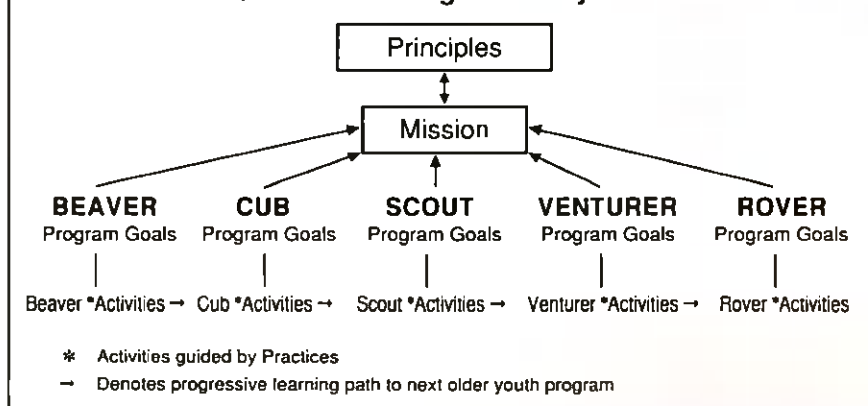 Principles
Mission
BEAVER CUB SCOUT VENTURER ROVER
Program Goals Program Goals Program Goals Program Goals Program Goals
Beaver *Activities → Cub *Activities → Scout *Activities → Venturer *Activities → Rover *Activities
* Activities guided by Practices
→ Denotes progressive learning path to next older youth program